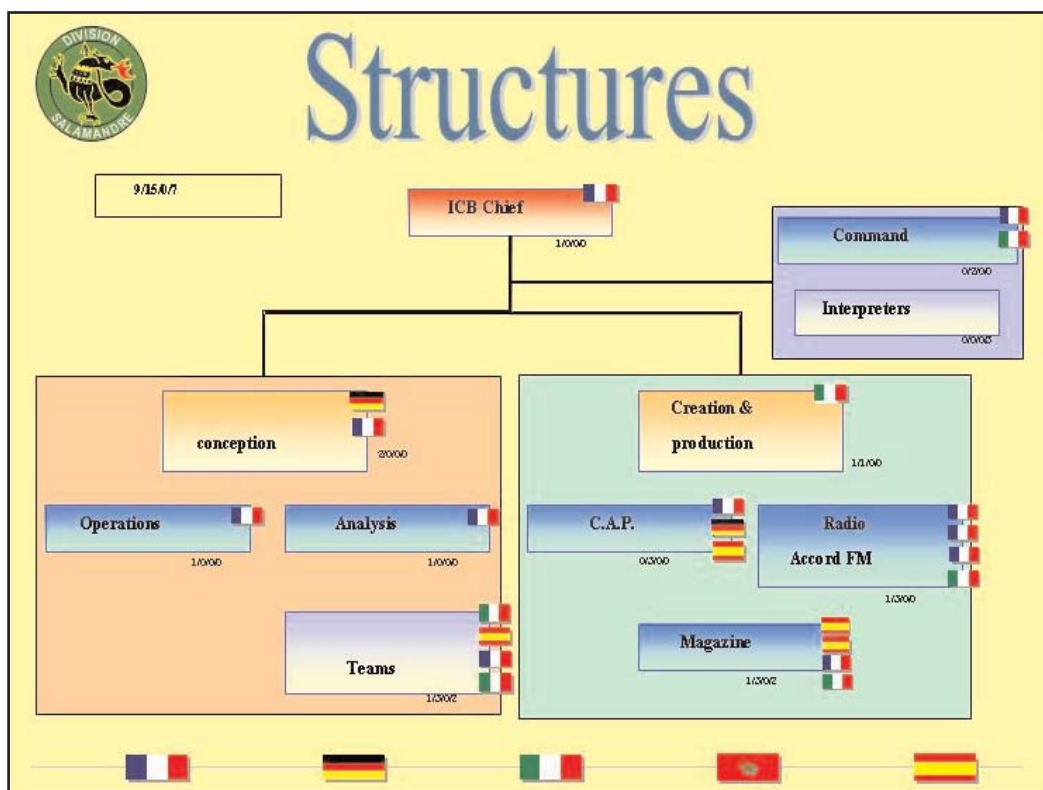 DIVISION
SALAMANDRE
Structures
9/15/0/7
ICB Chief
1/0/0/0
Command
0/2/0/0
Interpreters
0/0/0/3
conception
2/0/0/0
Creation &
production
1/1/0/0
Operations
1/0/0/0
Analysis
1/0/0/0
C.A.P.
0/3/0/0
Radio
Accord FM
1/3/0/0
Teams
1/3/0/2
Magazine
1/3/0/2